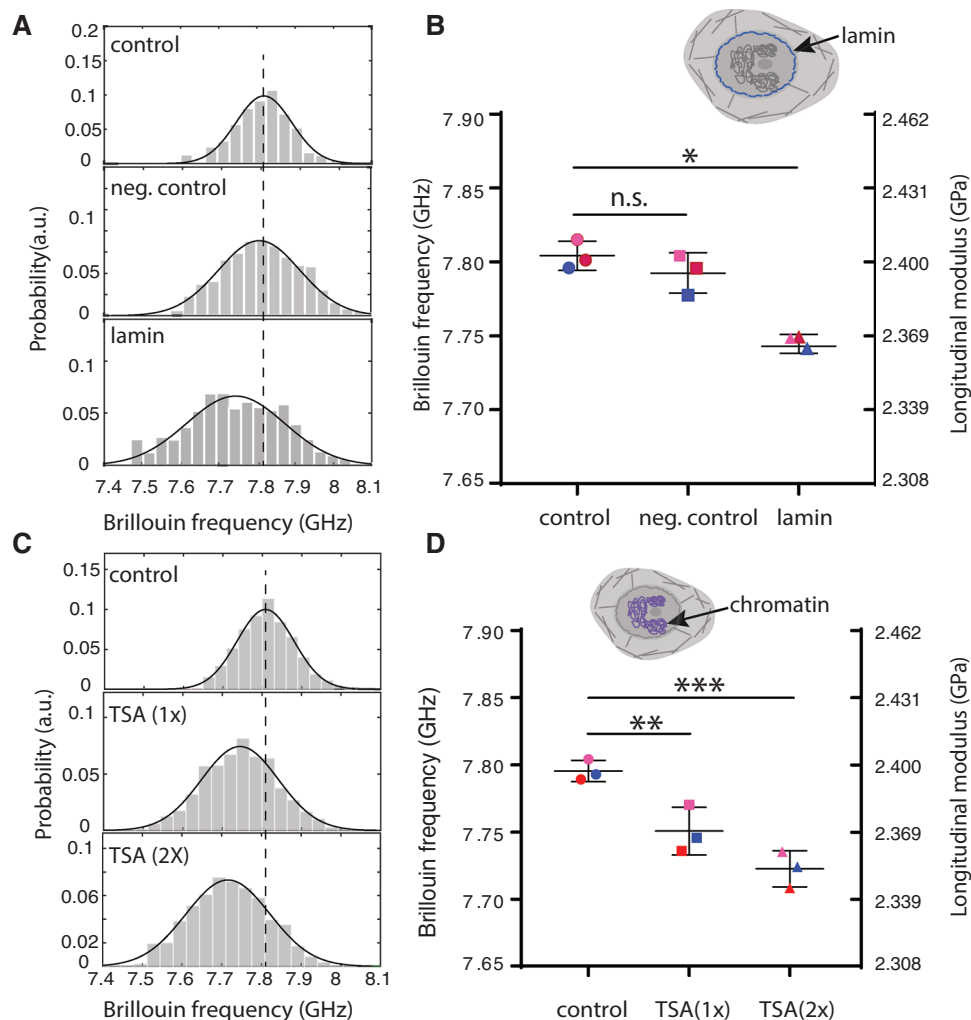 A
0.2
control
0.1
0.05
0
neg. control
0.1
0.05
0
lamin
0.1
0.05
0
Probability(a.u.)
7.4 7.5 7.6 7.7 7.8 7.9 8.1
Brillouin frequency (GHz)
B
lamin
7.90
7.85
7.80
7.75
7.70
7.65
Brillouin frequency (GHz)
*
n.s.
2.462
2.431
2.400
2.369
2.339
2.308
Longitudinal modulus (GPa)
control neg. control lamin
C
0.15
control
0.1
0.05
0
TSA (1x)
0.1
0.05
0
TSA (2X)
0.06
0.02
0
Probability (a.u.)
7.4 7.5 7.6 7.7 7.8 7.9 8.1
Brillouin frequency (GHz)
D
chromatin
7.90
7.85
7.80
7.75
7.70
7.65
Brillouin frequency (GHz)
***
**
2.462
2.431
2.400
2.369
2.339
2.308
Longitudinal modulus (GPa)
control TSA(1x) TSA(2x)